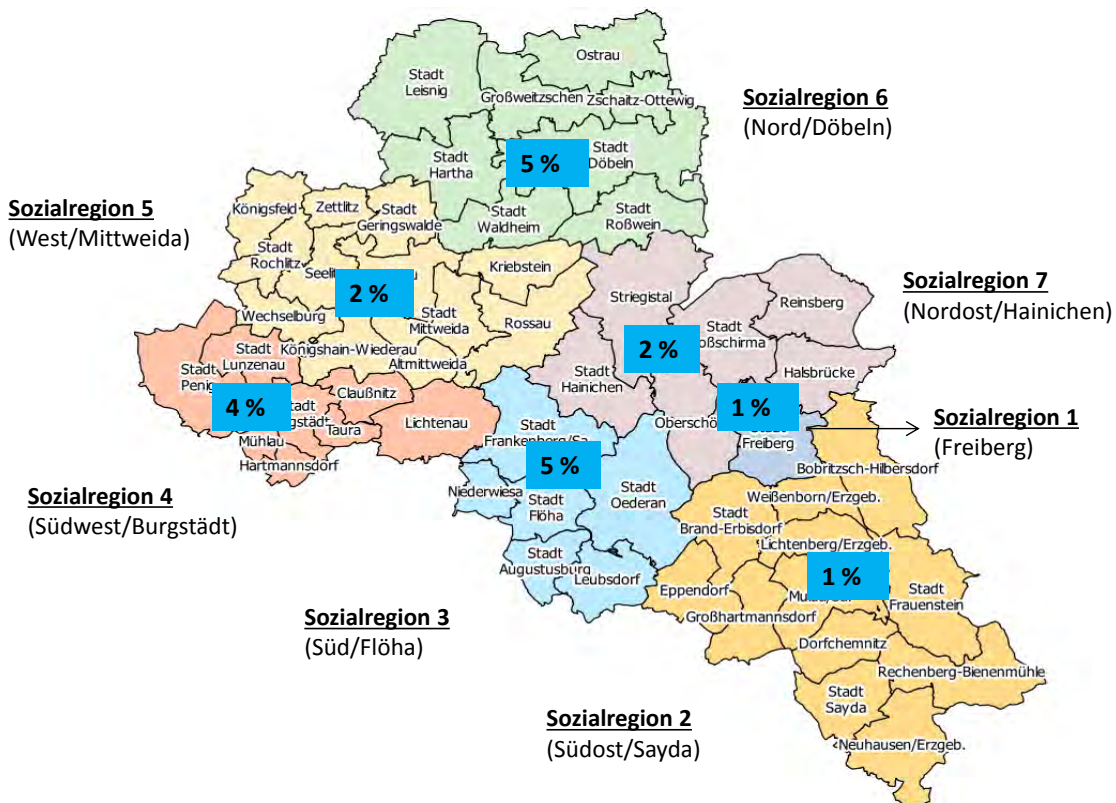 Ostrau
Stadt
Leisnig
Großweitzschen
Zschaitz-Ottewig
Sozialregion 6
(Nord/Döbeln)
Stadt
Hartha
5 %
Stadt
Döbeln
Sozialregion 5
(West/Mittweida)
Königsfeld
Zettlitz
Stadt
Geringswalde
Stadt
Waldheim
Stadt
Roßwein
Stadt
Rochlitz
Kriebstein
2 %
Striegistal
Reinsberg
Sozialregion 7
(Nordost/Hainichen)
Wechselburg
Stadt
Mittweida
Rossau
Stadt
2 %
Königshain-Wiederau
Altmittweida
Stadt
Lunzenau
Stadt
Hainichen
Halsbrücke
Claußnitz
4 %
Lichtenau
1 %
Freiberg
Sozialregion 1
(Freiberg)
Taura
Mühlau
Hartmannsdorf
Stadt
5 %
Bobritzsch-Hilbersdorf
Sozialregion 4
(Südwest/Burgstädt)
Niederwiesa
Stadt
Flöha
Stadt
Oederan
Weißenborn/Erzgeb.
Stadt
Brand-Erbisdorf
Lichtenberg/Erzgeb.
Stadt
Augustusburg
Leubsdorf
Eppendorf
1 %
Stadt
Frauenstein
Großhartmannsdorf
Sozialregion 3
(Süd/Flöha)
Dorfchemnitz
Rechenberg-Bienenmühle
Stadt
Sayda
Sozialregion 2
(Südost/Sayda)
Neuhausen/Erzgeb.